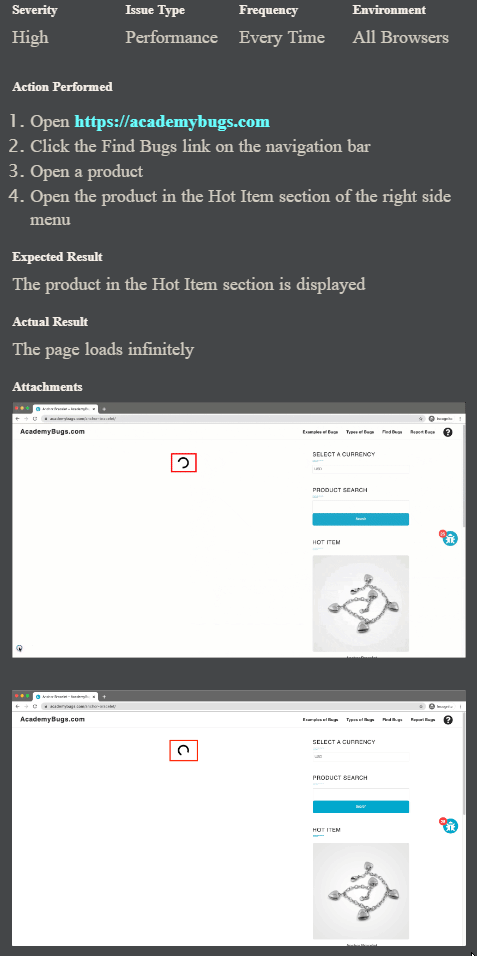 Severity Issue Type Frequency Environment
High Performance Every Time All Browsers
Action Performed
1. Open https://academybugs.com
2. Click the Find Bugs link on the navigation bar
3. Open a product
4. Open the product in the Hot Item section of the right side
menu
Expected Result
The product in the Hot Item section is displayed
Actual Result
The page loads infinitely
Attachments
AcademyBugs.com Examples of Bugs Types of Bugs Find Bugs Report Bugs ?
SELECT A CURRENCY
PRODUCT SEARCH
HOT ITEM
AcademyBugs.com Examples of Bugs Types of Bugs Find Bugs Report Bugs ?
SELECT A CURRENCY
PRODUCT SEARCH
HOT ITEM